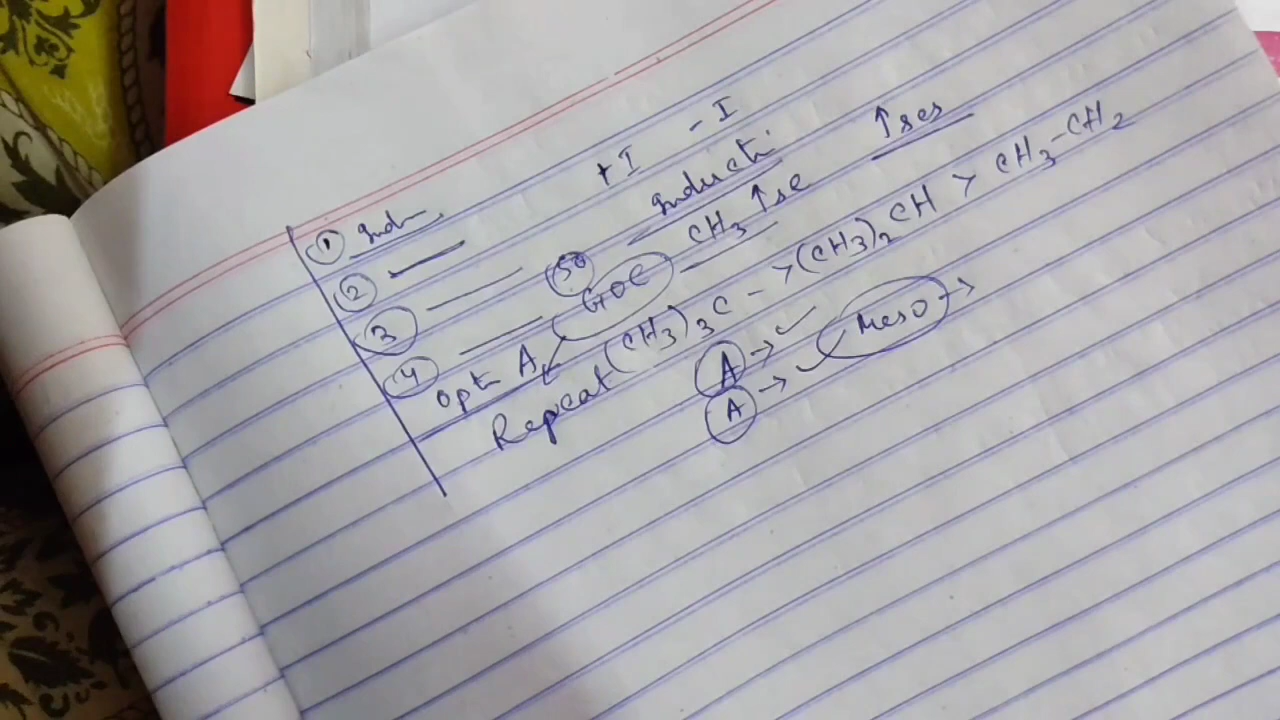 +I - I
① Indu
Inducti ↑ses
② CH3 ↑se
③ 50
GOC
④
Opt A
Repeat (CH3)3C - >(CH3)2CH > CH3-CH2
A → ✓
A → ✓ Meso →